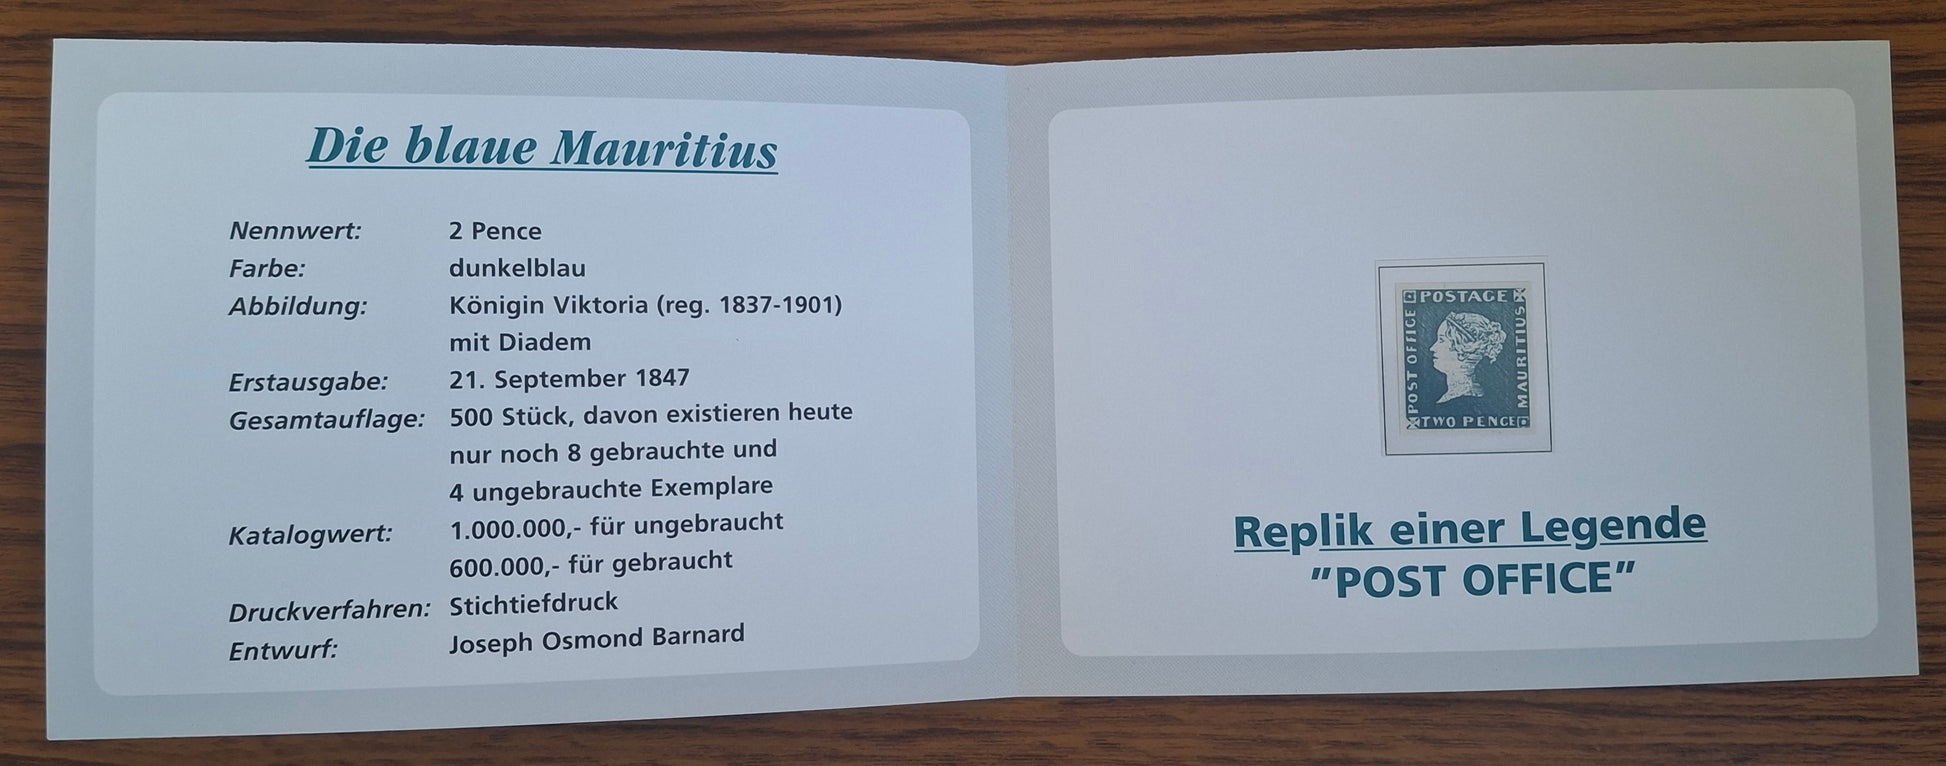 Die blaue Mauritius
Nennwert: 2 Pence
Farbe: dunkelblau
Abbildung: Königin Viktoria (reg. 1837-1901)
mit Diadem
Erstausgabe: 21. September 1847
Gesamtauflage: 500 Stück, davon existieren heute
nur noch 8 gebrauchte und
4 ungebrauchte Exemplare
Katalogwert: 1.000.000,- für ungebraucht
600.000,- für gebraucht
Druckverfahren: Stichtiefdruck
Entwurf: Joseph Osmond Barnard
POSTAGE
POST OFFICE
MAURITIUS
TWO PENCE
Replik einer Legende
"POST OFFICE"